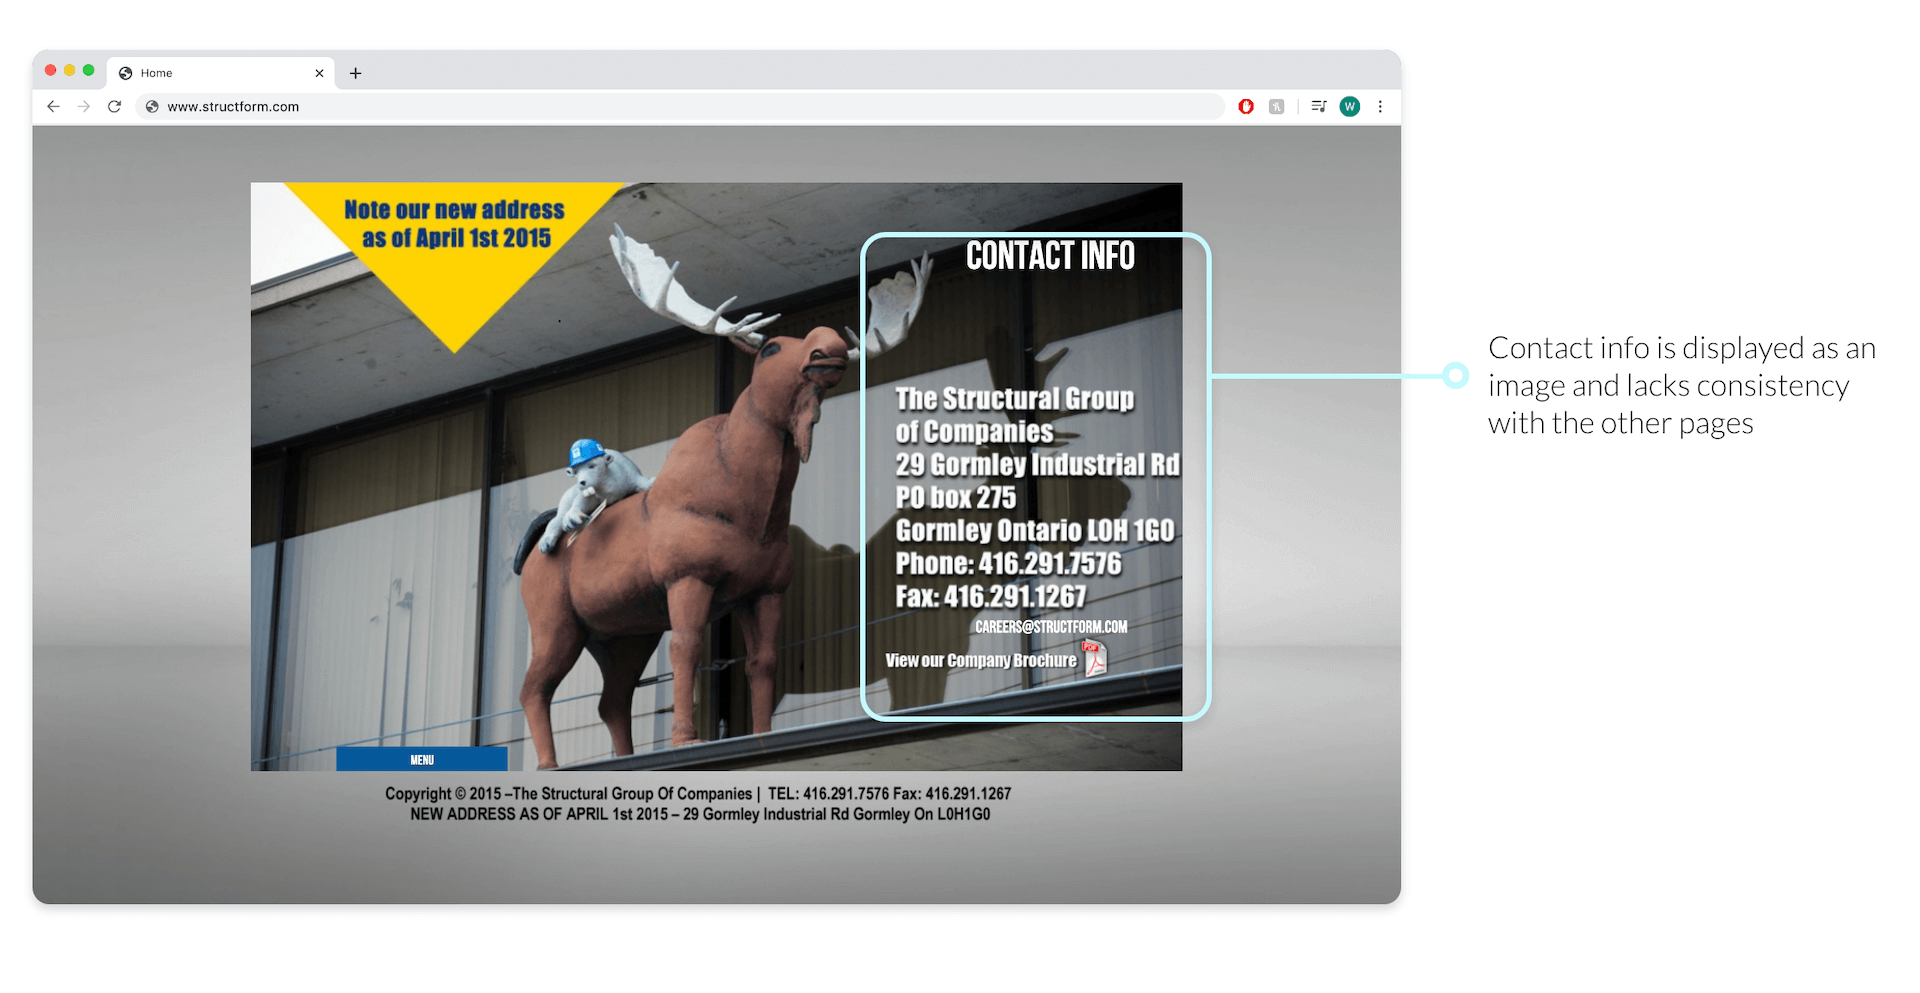 Home
www.structform.com
W
Note our new address
as of April 1st 2015
CONTACT INFO
The Structural Group
of Companies
29 Gormley Industrial Rd
PO box 275
Gormley Ontario L0H 1G0
Phone: 416.291.7576
Fax: 416.291.1267
CAREERS@STRUCTFORM.COM
View our Company Brochure
PDF
MENU
Copyright © 2015 –The Structural Group Of Companies | TEL: 416.291.7576 Fax: 416.291.1267
NEW ADDRESS AS OF APRIL 1st 2015 – 29 Gormley Industrial Rd Gormley On L0H1G0
Contact info is displayed as an
image and lacks consistency
with the other pages